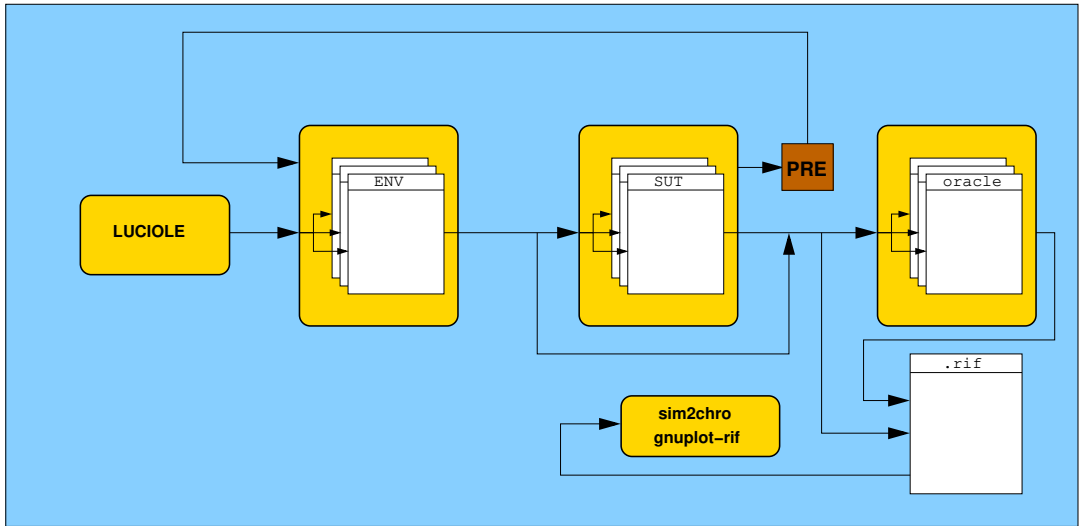 LUCIOLE
ENV
SUT
PRE
oracle
.rif
sim2chro
gnuplot−rif